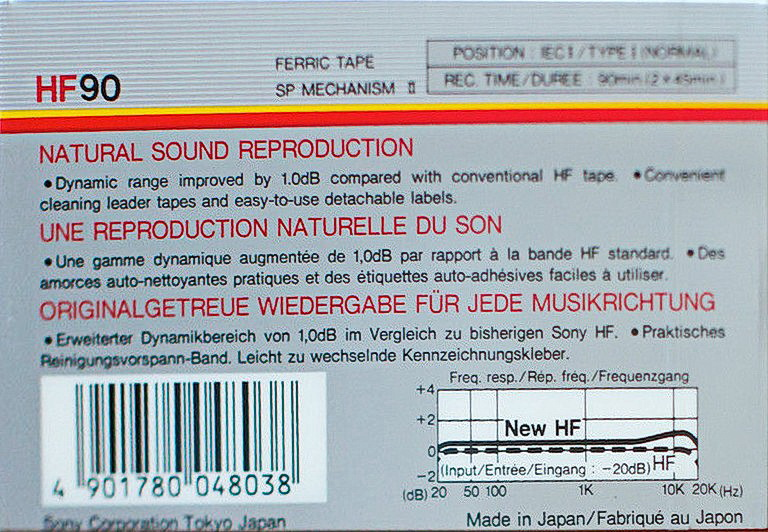 HF90
FERRIC TAPE
SP MECHANISM II
POSITION : IEC I / TYPE I (NORMAL)
REC. TIME/DURÉE : 90min (2 × 45min)
NATURAL SOUND REPRODUCTION
●Dynamic range improved by 1.0dB compared with conventional HF tape. ●Convenient
cleaning leader tapes and easy-to-use detachable labels.
UNE REPRODUCTION NATURELLE DU SON
●Une gamme dynamique augmentée de 1,0dB par rapport à la bande HF standard. ●Des
amorces auto-nettoyantes pratiques et des étiquettes auto-adhésives faciles à utiliser.
ORIGINALGETREUE WIEDERGABE FÜR JEDE MUSIKRICHTUNG
●Erweiterter Dynamikbereich von 1,0dB im Vergleich zu bisherigen Sony HF. ●Praktisches
Reinigungsvorspann-Band. Leicht zu wechselnde Kennzeichnungskleber.
4 901780 048038
Freq. resp./Rép. fréq./Frequenzgang
+4
+2
New HF
0
HF
(Input/Entrée/Eingang : −20dB)
−2
(dB) 20 50 100 1K 10K 20K (Hz)
Sony Corporation Tokyo Japan
Made in Japan/Fabriqué au Japon